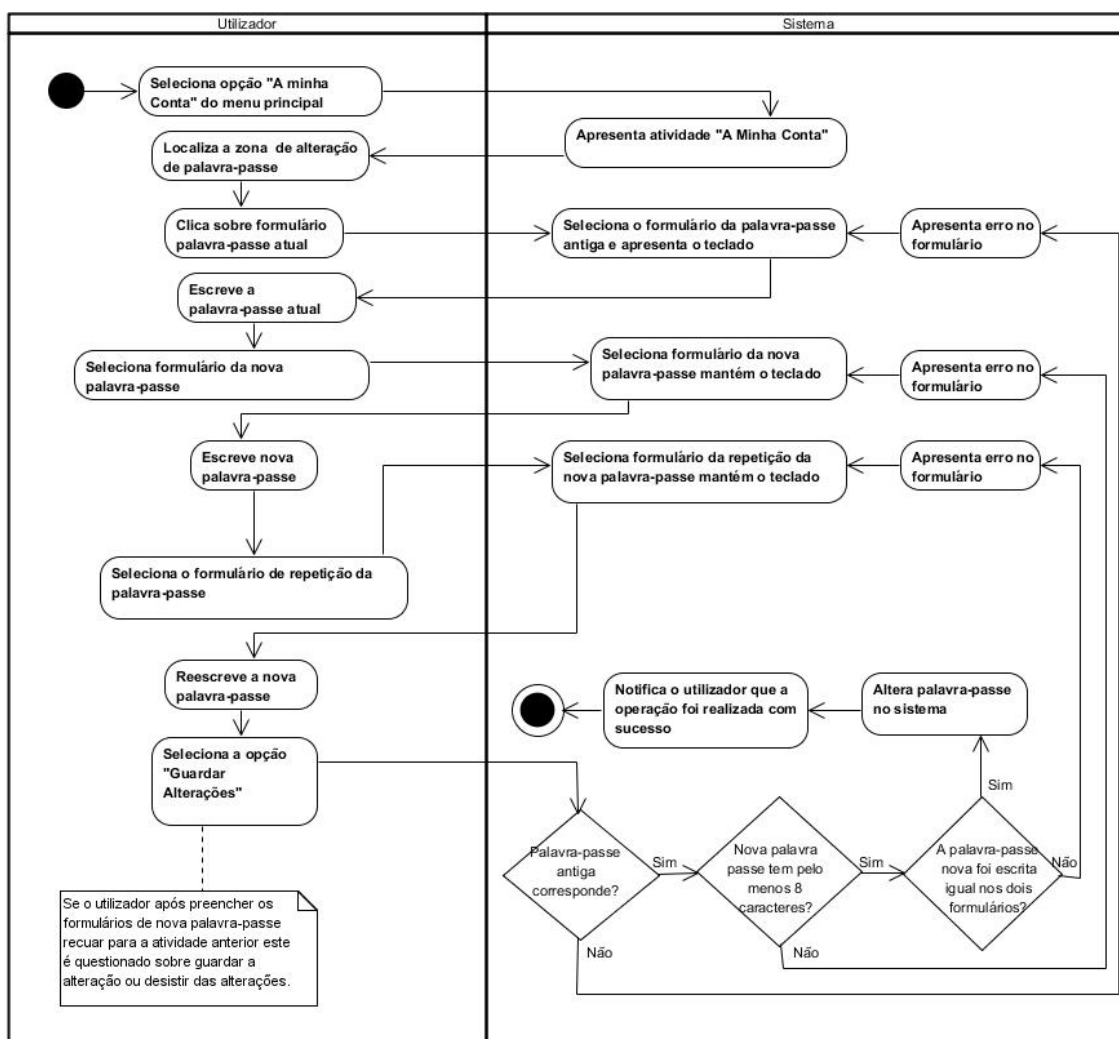 Utilizador
Sistema
Seleciona opção "A minha
Conta" do menu principal
Apresenta atividade "A Minha Conta"
Localiza a zona de alteração
de palavra-passe
Clica sobre formulário
palavra-passe atual
Seleciona o formulário da palavra-passe
antiga e apresenta o teclado
Apresenta erro no
formulário
Escreve a
palavra-passe atual
Seleciona formulário da nova
palavra-passe
Seleciona formulário da nova
palavra-passe mantém o teclado
Apresenta erro no
formulário
Escreve nova
palavra-passe
Seleciona formulário da repetição da
nova palavra-passe mantém o teclado
Apresenta erro no
formulário
Seleciona o formulário de repetição da
palavra-passe
Reescreve a nova
palavra-passe
Notifica o utilizador que a
operação foi realizada com
sucesso
Altera palavra-passe
no sistema
Seleciona a opção
"Guardar
Alterações"
Sim
Palavra-passe
antiga
corresponde?
Sim
Nova palavra
passe tem pelo
menos 8
caracteres?
Sim
A palavra-passe
nova foi escrita
igual nos dois
formulários?
Não
Não
Não
Se o utilizador após preencher os
formulários de nova palavra-passe
recuar para a atividade anterior este
é questionado sobre guardar a
alteração ou desistir das alterações.